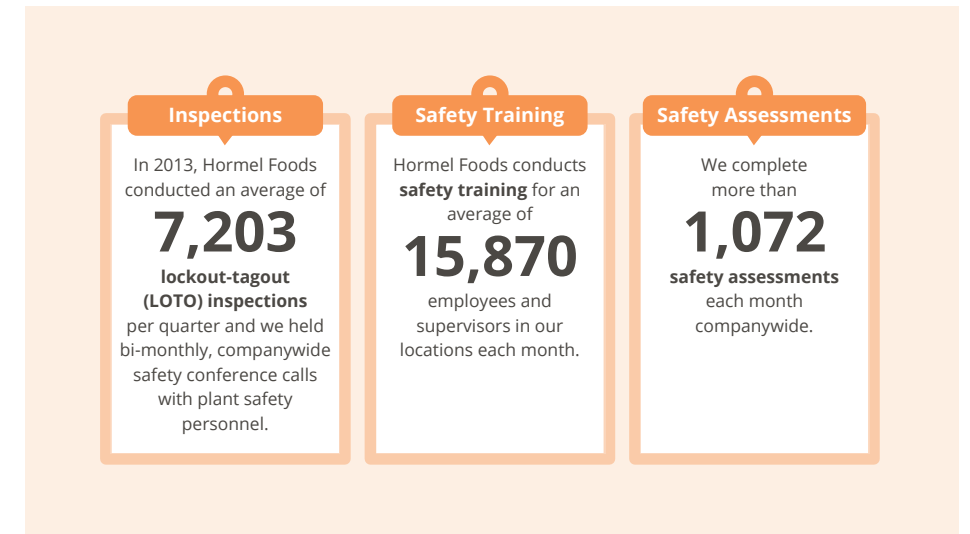 Inspections
In 2013, Hormel Foods
conducted an average of
7,203
lockout-tagout
(LOTO) inspections
per quarter and we held
bi-monthly, companywide
safety conference calls
with plant safety
personnel.
Safety Training
Hormel Foods conducts
safety training for an
average of
15,870
employees and
supervisors in our
locations each month.
Safety Assessments
We complete
more than
1,072
safety assessments
each month
companywide.